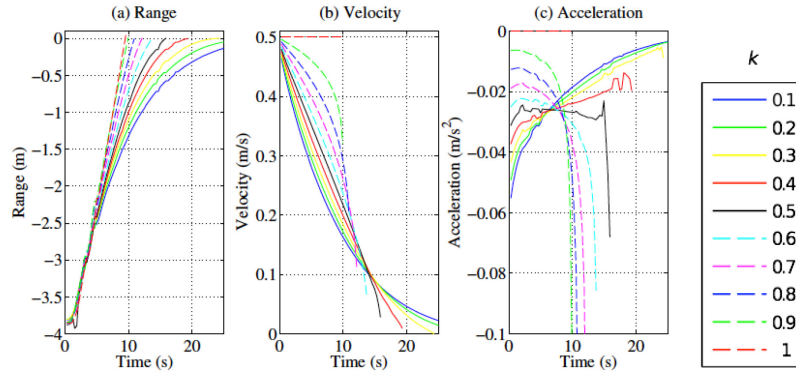 (a) Range
(b) Velocity
(c) Acceleration
Range (m)
0
−0.5
−1
−1.5
−2
−2.5
−3
−3.5
−4
0 5 10 15 20
Time (s)
Velocity (m/s)
0.5
0.4
0.3
0.2
0.1
0
0 10 20
Time (s)
Acceleration (m/s²)
0
−0.02
−0.04
−0.06
−0.08
−0.1
0 10 20
Time (s)
k
0.1
0.2
0.3
0.4
0.5
0.6
0.7
0.8
0.9
1